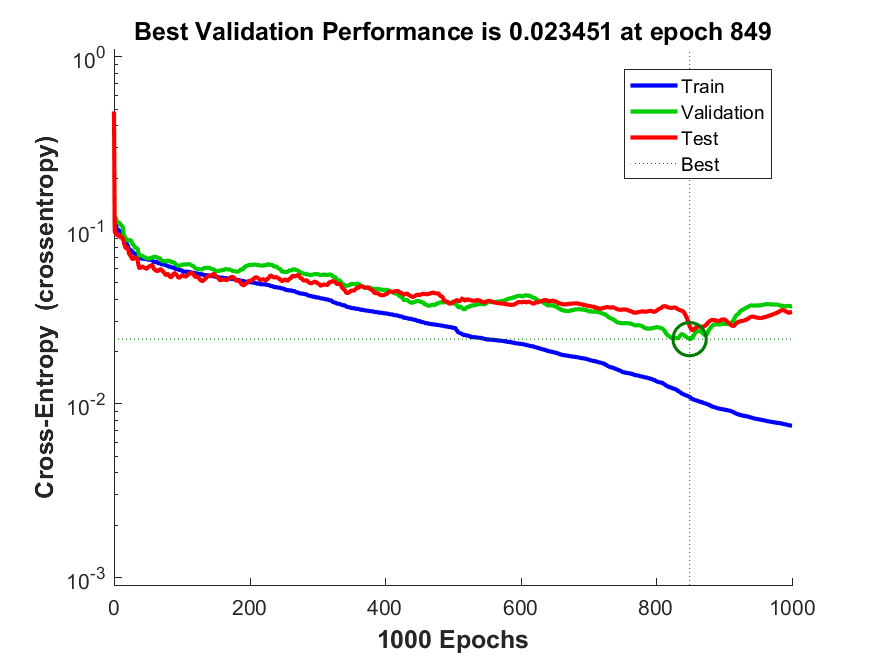 Best Validation Performance is 0.023451 at epoch 849
Cross-Entropy (crossentropy)
10^0
10^-1
10^-2
10^-3
Train
Validation
Test
Best
0 200 400 600 800 1000
1000 Epochs